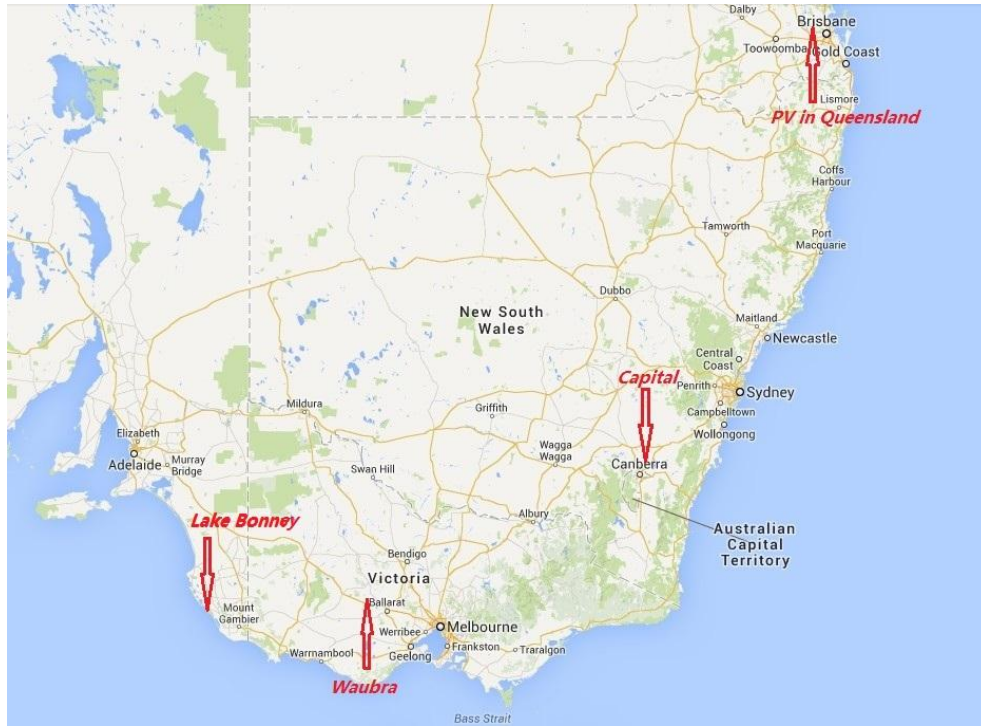 Dalby
Brisbane
Toowoomba
Gold Coast
Lismore
PV in Queensland
Coffs
Harbour
Tamworth
Port
Macquarie
Dubbo
New South
Wales
Maitland
Newcastle
Central
Coast
Capital
Penrith
Sydney
Campbelltown
Wollongong
Mildura
Griffith
Elizabeth
Adelaide
Murray
Bridge
Wagga
Wagga
Swan Hill
Canberra
Lake Bonney
Albury
Australian
Capital
Territory
Bendigo
Victoria
Mount
Gambier
Ballarat
Melbourne
Werribee
Geelong
Frankston
Traralgon
Warrnambool
Waubra
Bass Strait